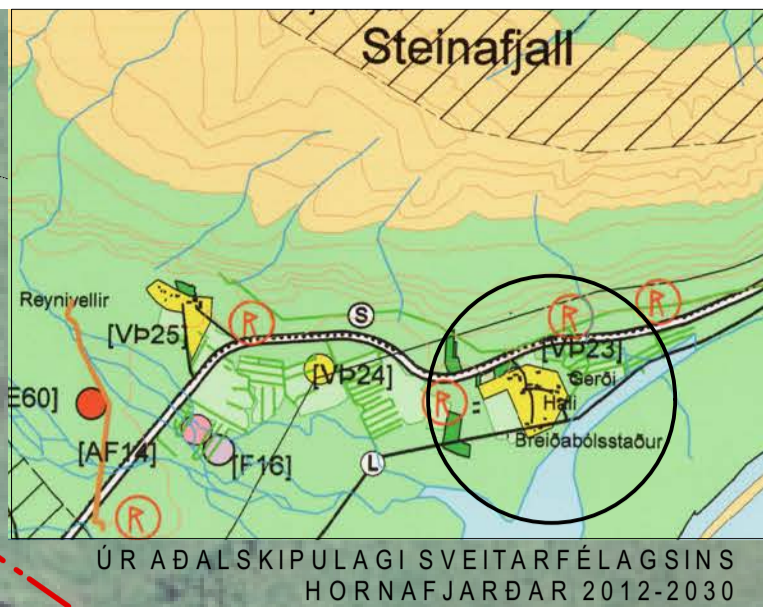 Steinafjall
Reynivellir
R
R
S
R
[VÞ25]
[VÞ23]
[VÞ24]
Gerði
E60]
R
Hali
[AF14]
[F16]
Breiðabólsstaður
L
R
ÚR AÐALSKIPULAGI SVEITARFÉLAGSINS
HORNAFJARÐAR 2012-2030